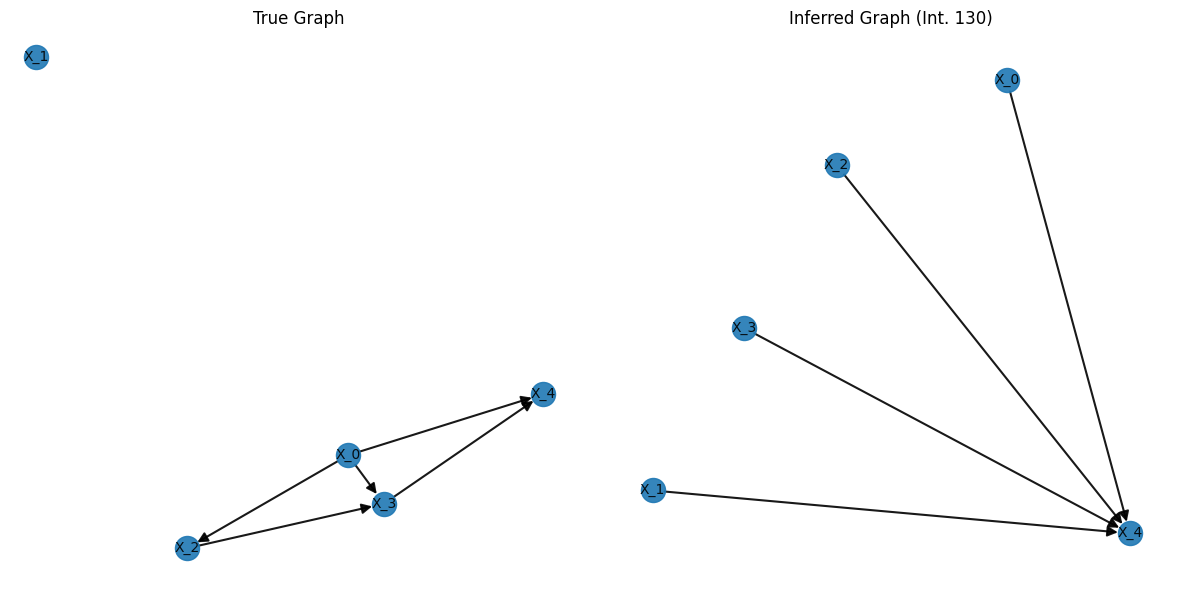 True Graph
X_1
X_4
X_0
X_3
X_2
Inferred Graph (Int. 130)
X_0
X_2
X_3
X_1
X_4